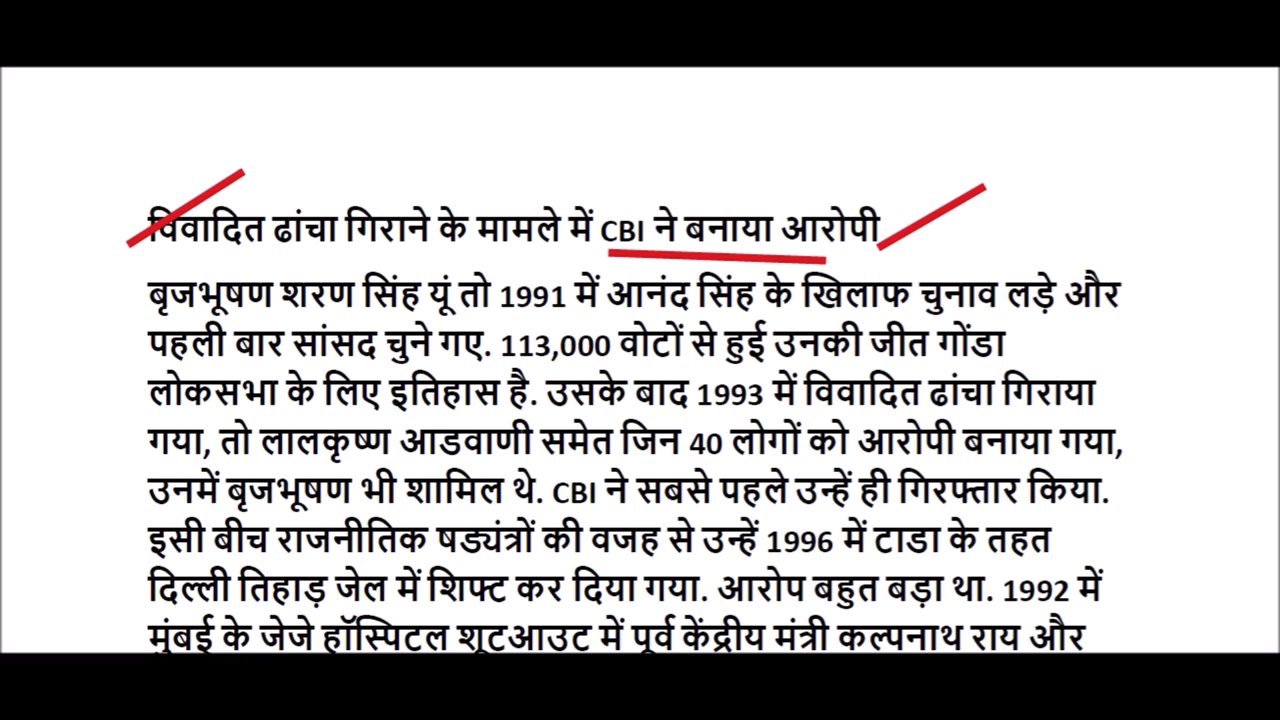 विवादित ढांचा गिराने के मामले में CBI ने बनाया आरोपी
बृजभूषण शरण सिंह यूं तो 1991 में आनंद सिंह के खिलाफ चुनाव लड़े और
पहली बार सांसद चुने गए. 113,000 वोटों से हुई उनकी जीत गोंडा
लोकसभा के लिए इतिहास है. उसके बाद 1993 में विवादित ढांचा गिराया
गया, तो लालकृष्ण आडवाणी समेत जिन 40 लोगों को आरोपी बनाया गया,
उनमें बृजभूषण भी शामिल थे. CBI ने सबसे पहले उन्हें ही गिरफ्तार किया.
इसी बीच राजनीतिक षड्यंत्रों की वजह से उन्हें 1996 में टाडा के तहत
दिल्ली तिहाड़ जेल में शिफ्ट कर दिया गया. आरोप बहुत बड़ा था. 1992 में
मुंबई के जेजे हॉस्पिटल शूटआउट में पूर्व केंद्रीय मंत्री कल्पनाथ राय और